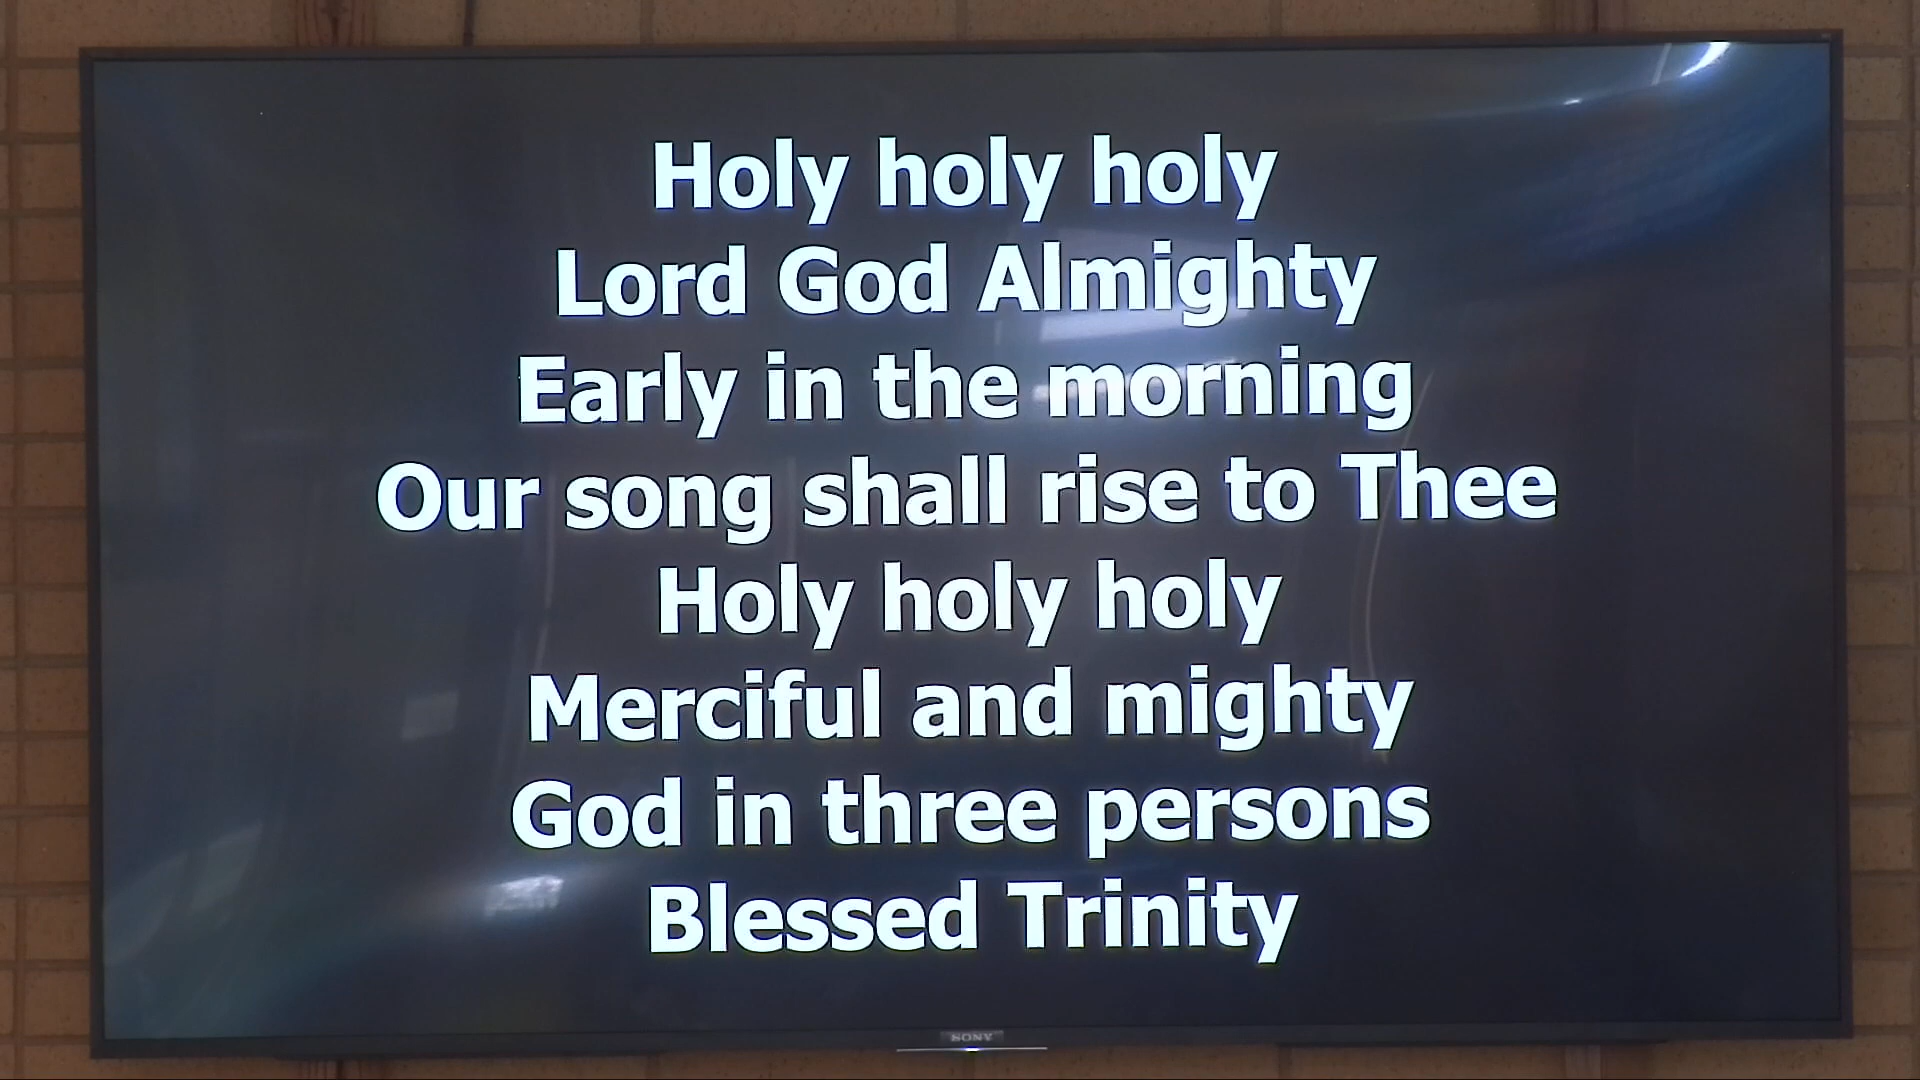 Holy holy holy
Lord God Almighty
Early in the morning
Our song shall rise to Thee
Holy holy holy
Merciful and mighty
God in three persons
Blessed Trinity
SONY